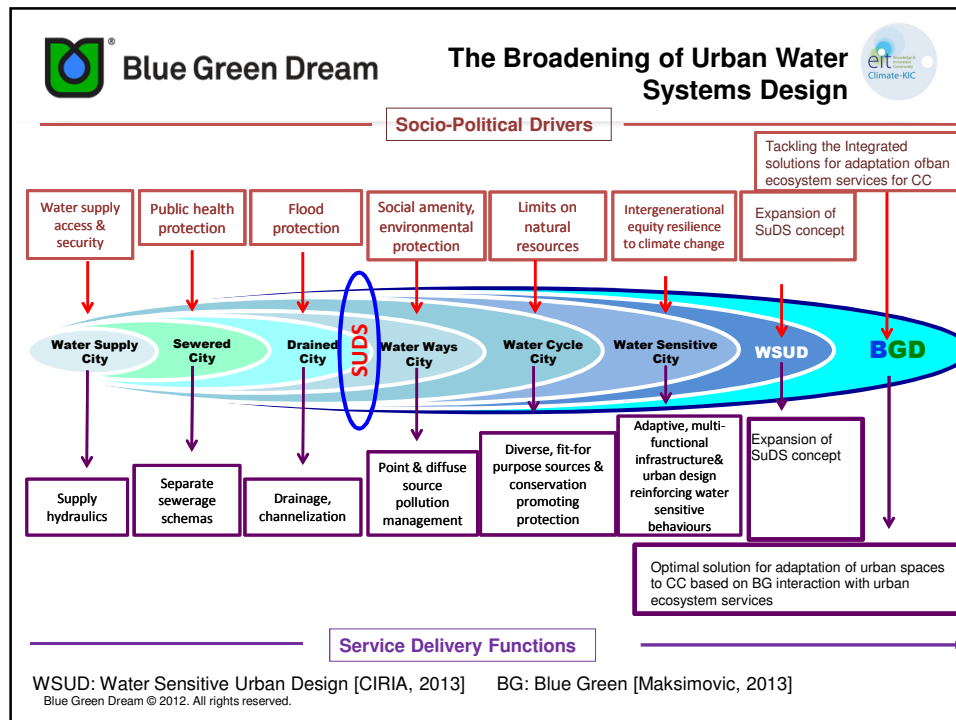 Blue Green Dream
®
The Broadening of Urban Water
Systems Design
eit Knowledge &
Innovation
Community
Climate-KIC
Socio-Political Drivers
Tackling the Integrated
solutions for adaptation ofban
ecosystem services for CC
Water supply
access &
security
Public health
protection
Flood
protection
Social amenity,
environmental
protection
Limits on
natural
resources
Intergenerational
equity resilience
to climate change
Expansion of
SuDS concept
Water Supply
City
Sewered
City
Drained
City
SUDS
Water Ways
City
Water Cycle
City
Water Sensitive
City
WSUD
BGD
Supply
hydraulics
Separate
sewerage
schemas
Drainage,
channelization
Point & diffuse
source
pollution
management
Diverse, fit-for
purpose sources &
conservation
promoting
protection
Adaptive, multi-
functional
infrastructure&
urban design
reinforcing water
sensitive
behaviours
Expansion of
SuDS concept
Optimal solution for adaptation of urban spaces
to CC based on BG interaction with urban
ecosystem services
Service Delivery Functions
WSUD: Water Sensitive Urban Design [CIRIA, 2013] BG: Blue Green [Maksimovic, 2013]
Blue Green Dream © 2012. All rights reserved.